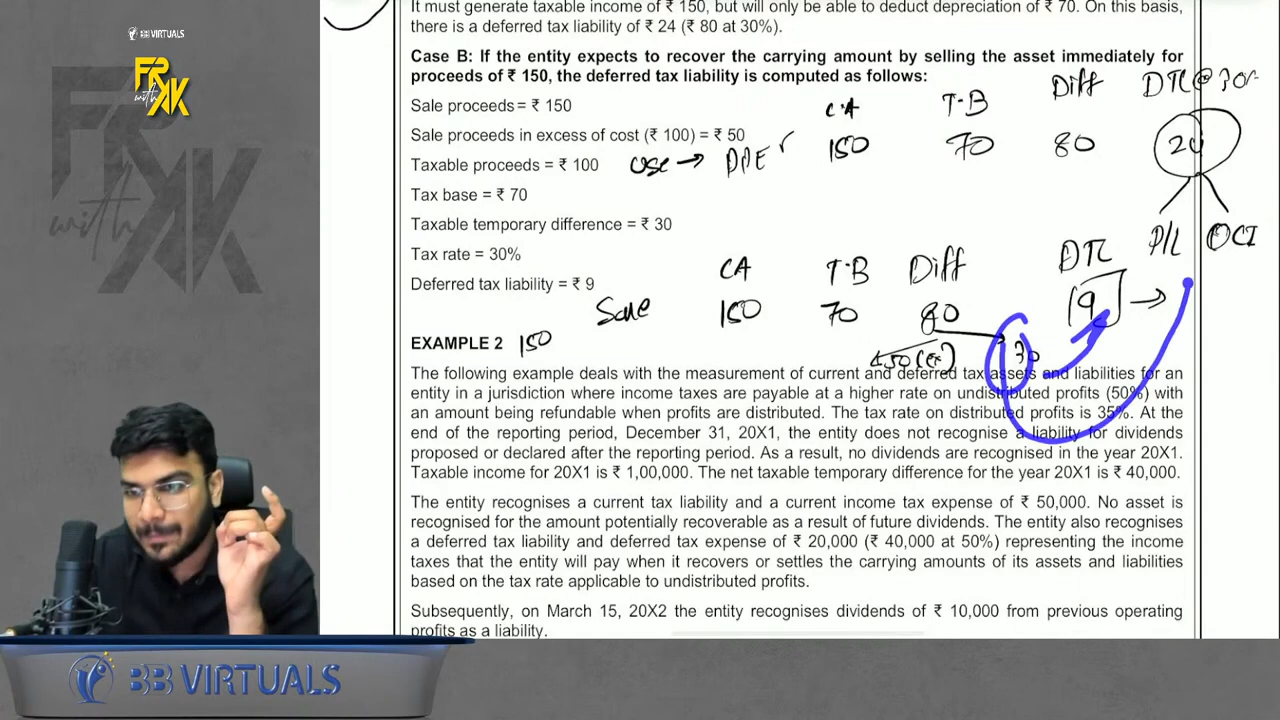 It must generate taxable income of ₹ 150, but will only be able to deduct depreciation of ₹ 70. On this basis,
there is a deferred tax liability of ₹ 24 (₹ 80 at 30%).
BB VIRTUALS
FR
with
AK
Case B: If the entity expects to recover the carrying amount by selling the asset immediately for
proceeds of ₹ 150, the deferred tax liability is computed as follows:
Sale proceeds = ₹ 150
CA T-B Diff DTL@30%
Sale proceeds in excess of cost (₹ 100) = ₹ 50
150 70 80 24
Taxable proceeds = ₹ 100
use → PPE
Tax base = ₹ 70
Taxable temporary difference = ₹ 30
P/L OCI
Tax rate = 30%
CA T-B Diff DTL
Deferred tax liability = ₹ 9
Sale 150 70 80 9 →
EXAMPLE 2 150
30
The following example deals with the measurement of current and deferred tax assets and liabilities for an
entity in a jurisdiction where income taxes are payable at a higher rate on undistributed profits (50%) with
an amount being refundable when profits are distributed. The tax rate on distributed profits is 35%. At the
end of the reporting period, December 31, 20X1, the entity does not recognise a liability for dividends
proposed or declared after the reporting period. As a result, no dividends are recognised in the year 20X1.
Taxable income for 20X1 is ₹ 1,00,000. The net taxable temporary difference for the year 20X1 is ₹ 40,000.
The entity recognises a current tax liability and a current income tax expense of ₹ 50,000. No asset is
recognised for the amount potentially recoverable as a result of future dividends. The entity also recognises
a deferred tax liability and deferred tax expense of ₹ 20,000 (₹ 40,000 at 50%) representing the income
taxes that the entity will pay when it recovers or settles the carrying amounts of its assets and liabilities
based on the tax rate applicable to undistributed profits.
Subsequently, on March 15, 20X2 the entity recognises dividends of ₹ 10,000 from previous operating
profits as a liability.
BB VIRTUALS